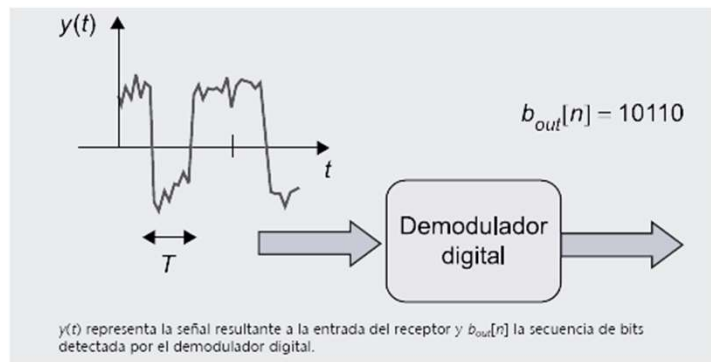 y(t)
t
T
b_out[n] = 10110
Demodulador
digital
y(t) representa la señal resultante a la entrada del receptor y b_out[n] la secuencia de bits
detectada por el demodulador digital.